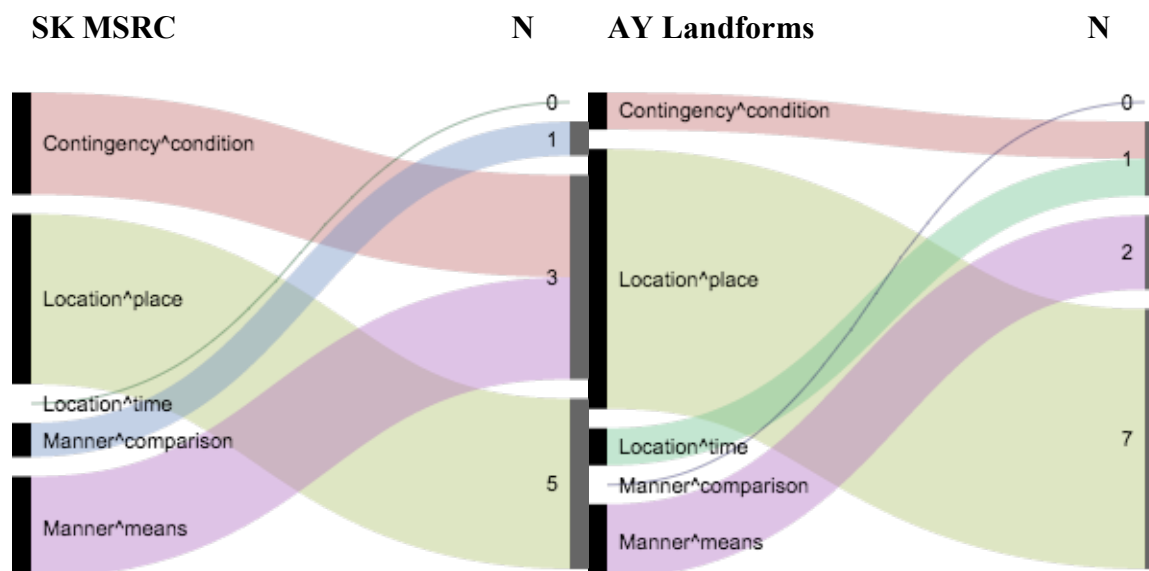 SK MSRC N
Contingency^condition
Location^place
Location^time
Manner^comparison
Manner^means
0
1
3
5
AY Landforms N
Contingency^condition
Location^place
Location^time
Manner^comparison
Manner^means
0
1
2
7